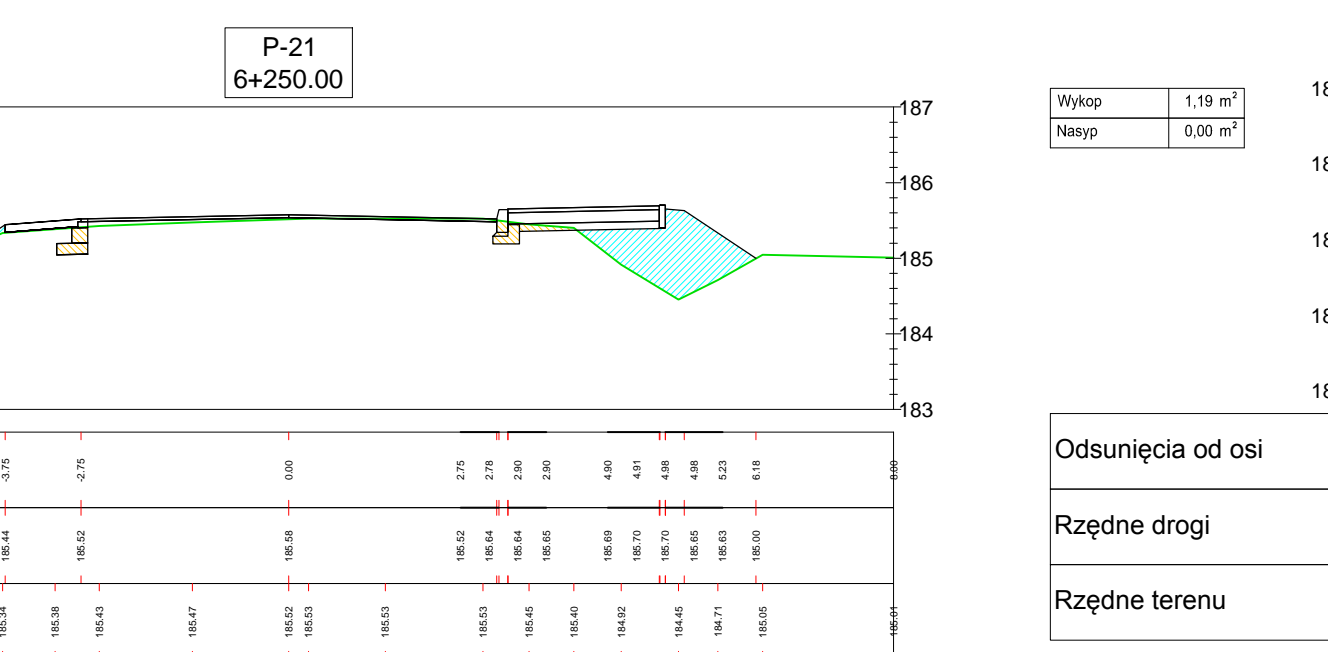 P-21
6+250.00
187
186
185
184
183
Wykop 1,19 m²
Nasyp 0,00 m²
-3.75 -2.75 0.00 2.75 2.78 2.90 2.90 4.90 4.91 4.98 4.98 5.23 6.18 8.00
185.44 185.52 185.58 185.52 185.64 185.64 185.65 185.69 185.70 185.70 185.65 185.63 185.00
185.34 185.38 185.43 185.47 185.52 185.53 185.53 185.53 185.45 185.40 184.92 184.45 184.71 185.05 185.01
Odsunięcia od osi
Rzędne drogi
Rzędne terenu